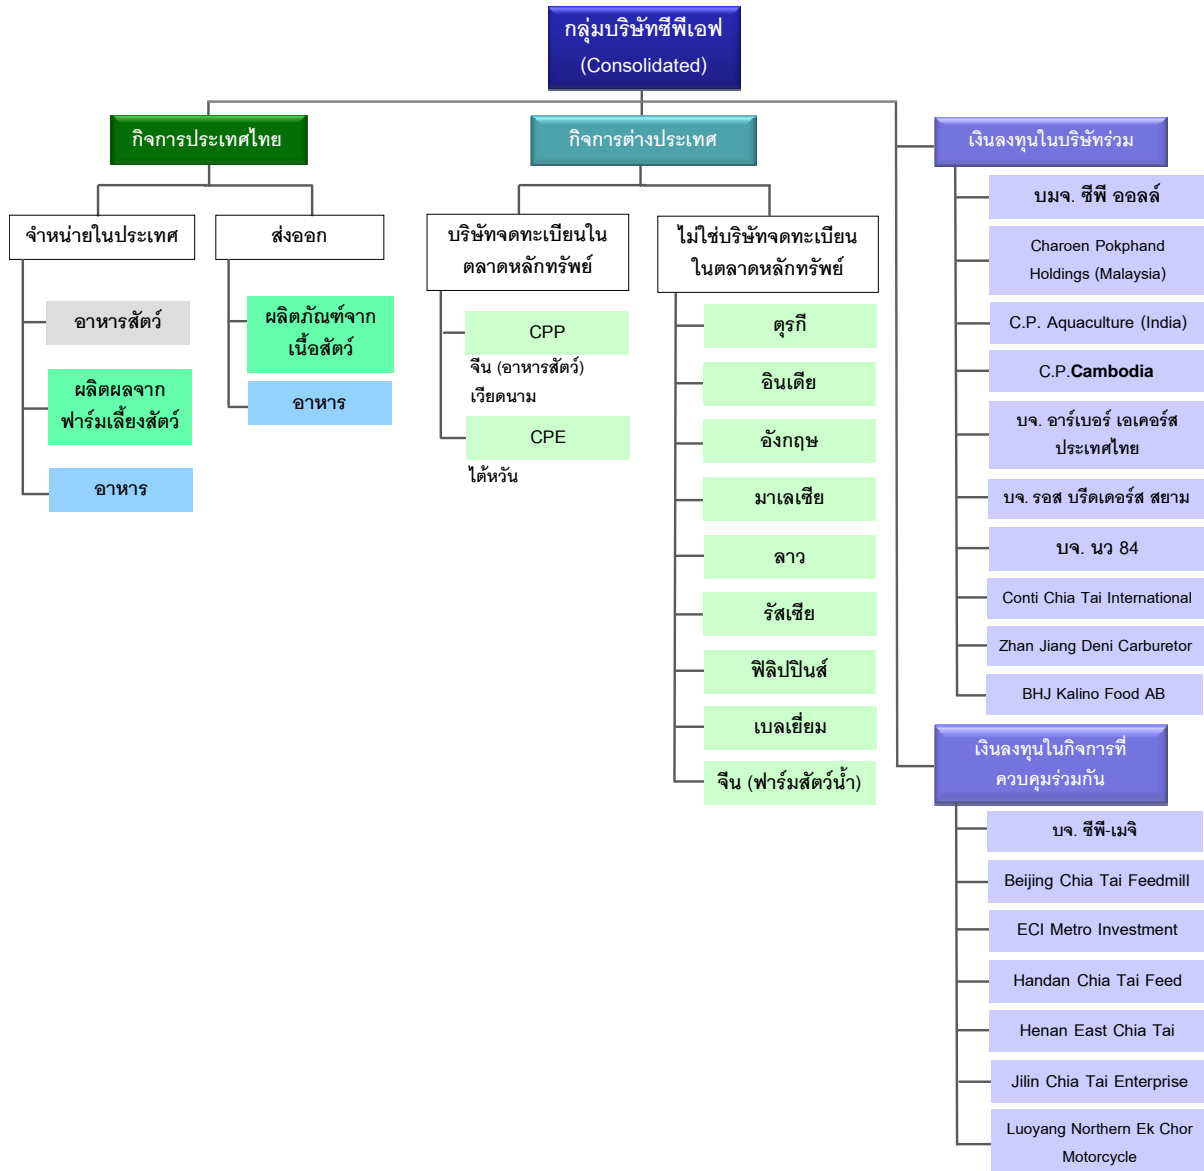 กลุ่มบริษัทซีพีเอฟ
(Consolidated)
กิจการประเทศไทย
จำหน่ายในประเทศ
อาหารสัตว์
ผลิตผลจาก
ฟาร์มเลี้ยงสัตว์
อาหาร
ส่งออก
ผลิตภัณฑ์จาก
เนื้อสัตว์
อาหาร
กิจการต่างประเทศ
บริษัทจดทะเบียนใน
ตลาดหลักทรัพย์
CPP
จีน (อาหารสัตว์)
เวียดนาม
CPE
ไต้หวัน
ไม่ใช่บริษัทจดทะเบียน
ในตลาดหลักทรัพย์
ตุรกี
อินเดีย
อังกฤษ
มาเลเซีย
ลาว
รัสเซีย
ฟิลิปปินส์
เบลเยี่ยม
จีน (ฟาร์มสัตว์น้ำ)
เงินลงทุนในบริษัทร่วม
บมจ. ซีพี ออลล์
Charoen Pokphand
Holdings (Malaysia)
C.P. Aquaculture (India)
C.P.Cambodia
บจ. อาร์เบอร์ เอเคอร์ส
ประเทศไทย
บจ. รอส บรีดเดอร์ส สยาม
บจ. นว 84
Conti Chia Tai International
Zhan Jiang Deni Carburetor
BHJ Kalino Food AB
เงินลงทุนในกิจการที่
ควบคุมร่วมกัน
บจ. ซีพี-เมจิ
Beijing Chia Tai Feedmill
ECI Metro Investment
Handan Chia Tai Feed
Henan East Chia Tai
Jilin Chia Tai Enterprise
Luoyang Northern Ek Chor
Motorcycle